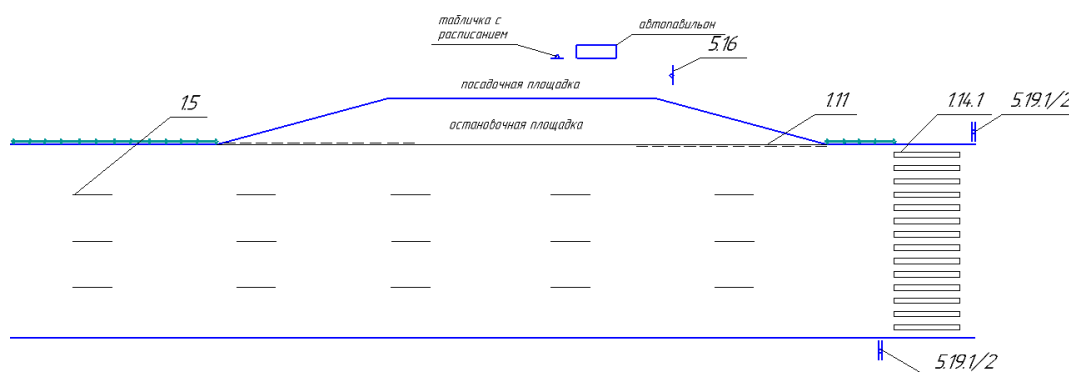 табличка с
расписанием
автопавильон
5.16
посадочная площадка
1.5
остановочная площадка
1.11
1.14.1
5.19.1/2
5.19.1/2